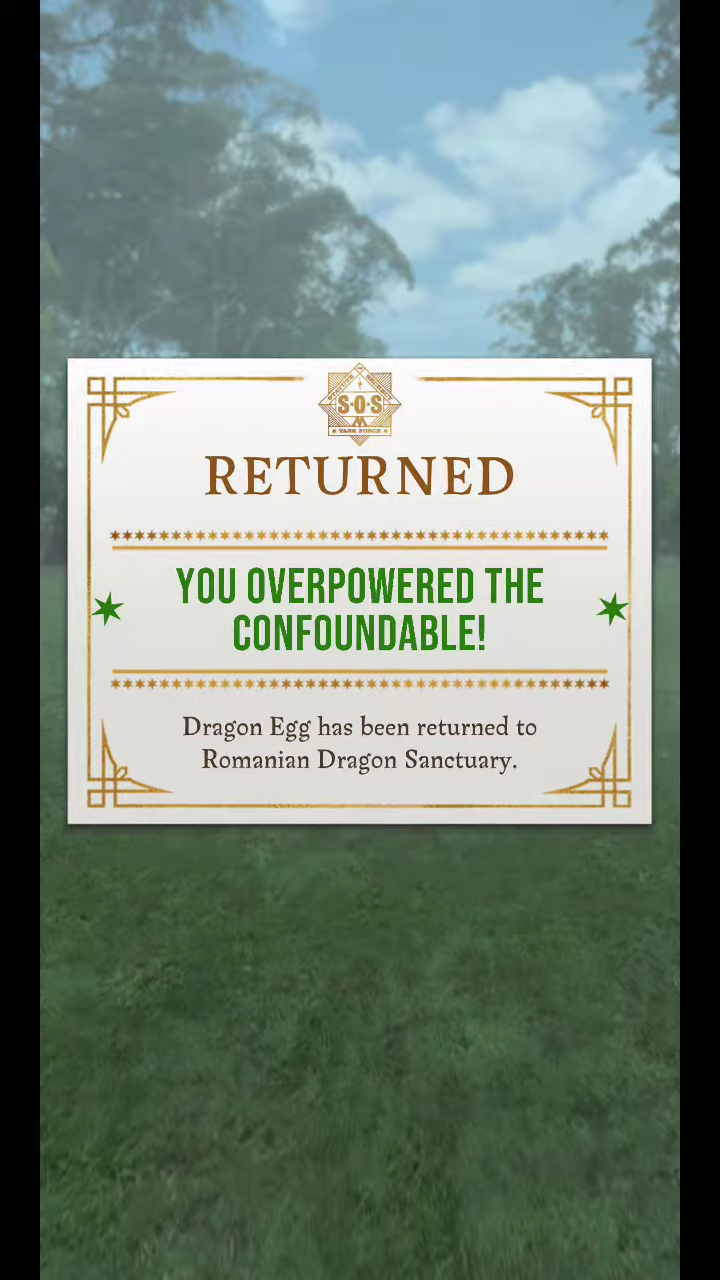 S·O·S
TASK FORCE
RETURNED
YOU OVERPOWERED THE
CONFOUNDABLE!
Dragon Egg has been returned to
Romanian Dragon Sanctuary.